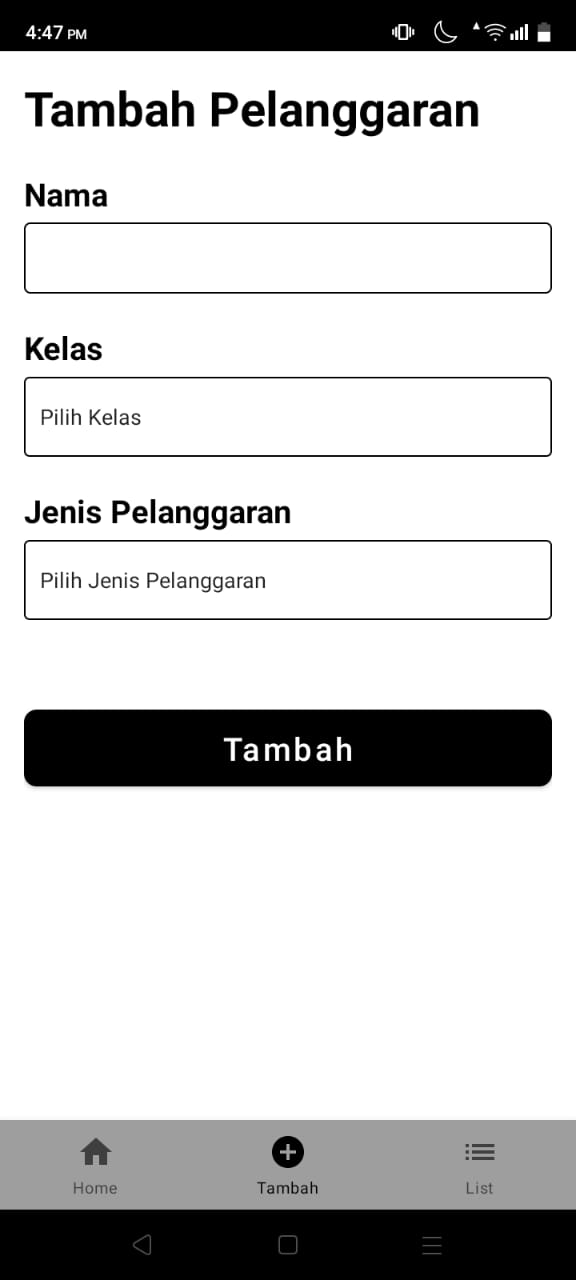 4:47 PM
Tambah Pelanggaran
Nama
Kelas
Pilih Kelas
Jenis Pelanggaran
Pilih Jenis Pelanggaran
Tambah
Home
Tambah
List